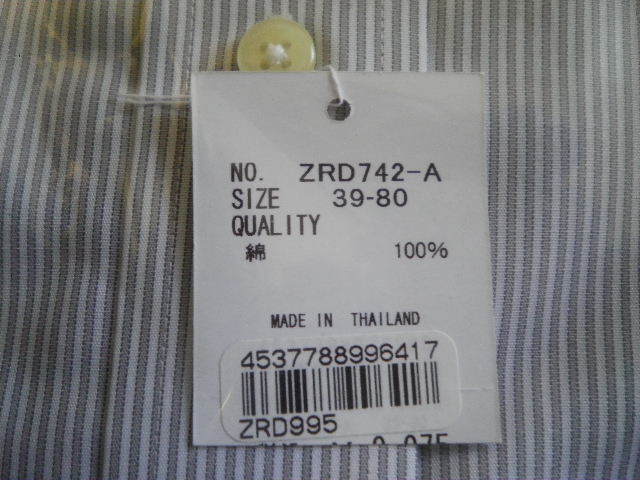 NO. ZRD742-A
SIZE 39-80
QUALITY
綿 100%
MADE IN THAILAND
4537788996417
ZRD995